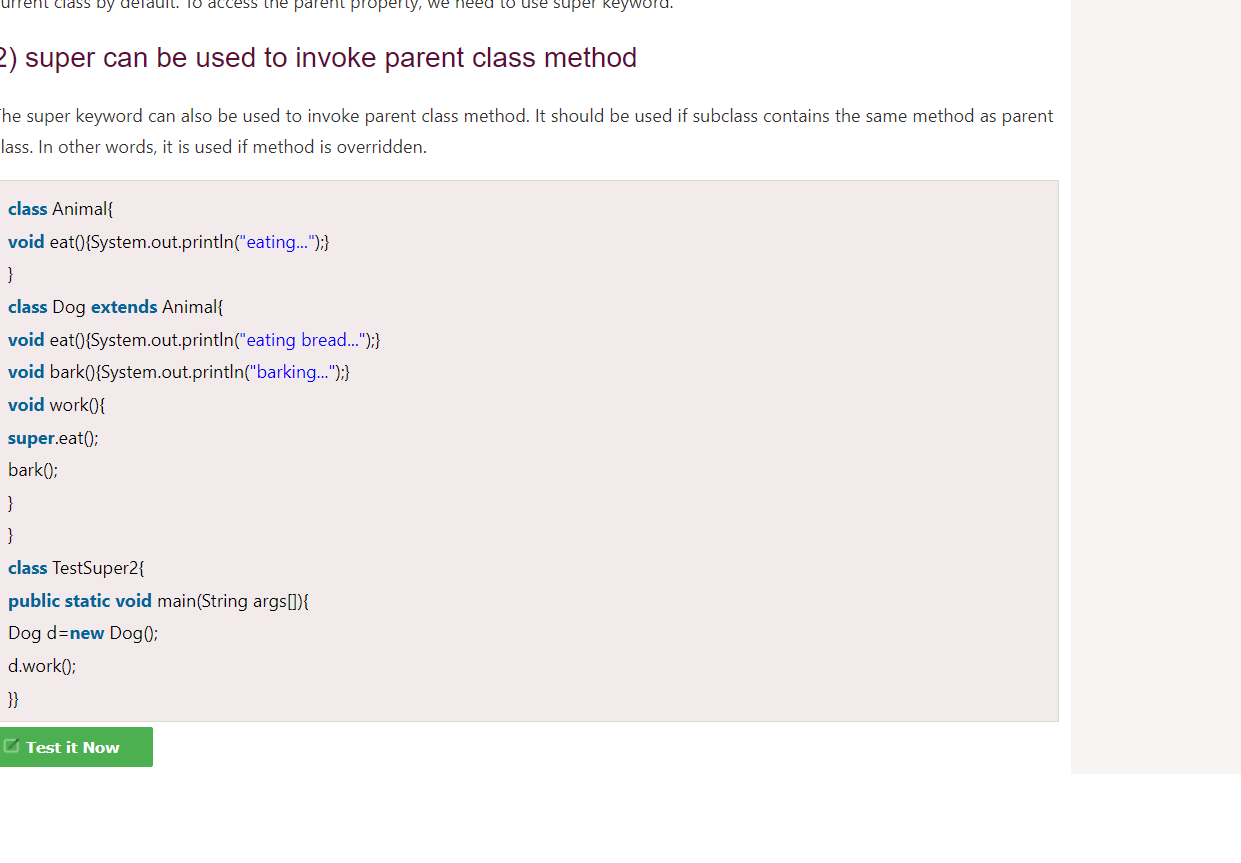 urrent class by default. To access the parent property, we need to use super keyword.
2) super can be used to invoke parent class method
he super keyword can also be used to invoke parent class method. It should be used if subclass contains the same method as parent
lass. In other words, it is used if method is overridden.
class Animal{
void eat(){System.out.println("eating...");}
}
class Dog extends Animal{
void eat(){System.out.println("eating bread...");}
void bark(){System.out.println("barking...");}
void work(){
super.eat();
bark();
}
}
class TestSuper2{
public static void main(String args[]){
Dog d=new Dog();
d.work();
}}
Test it Now